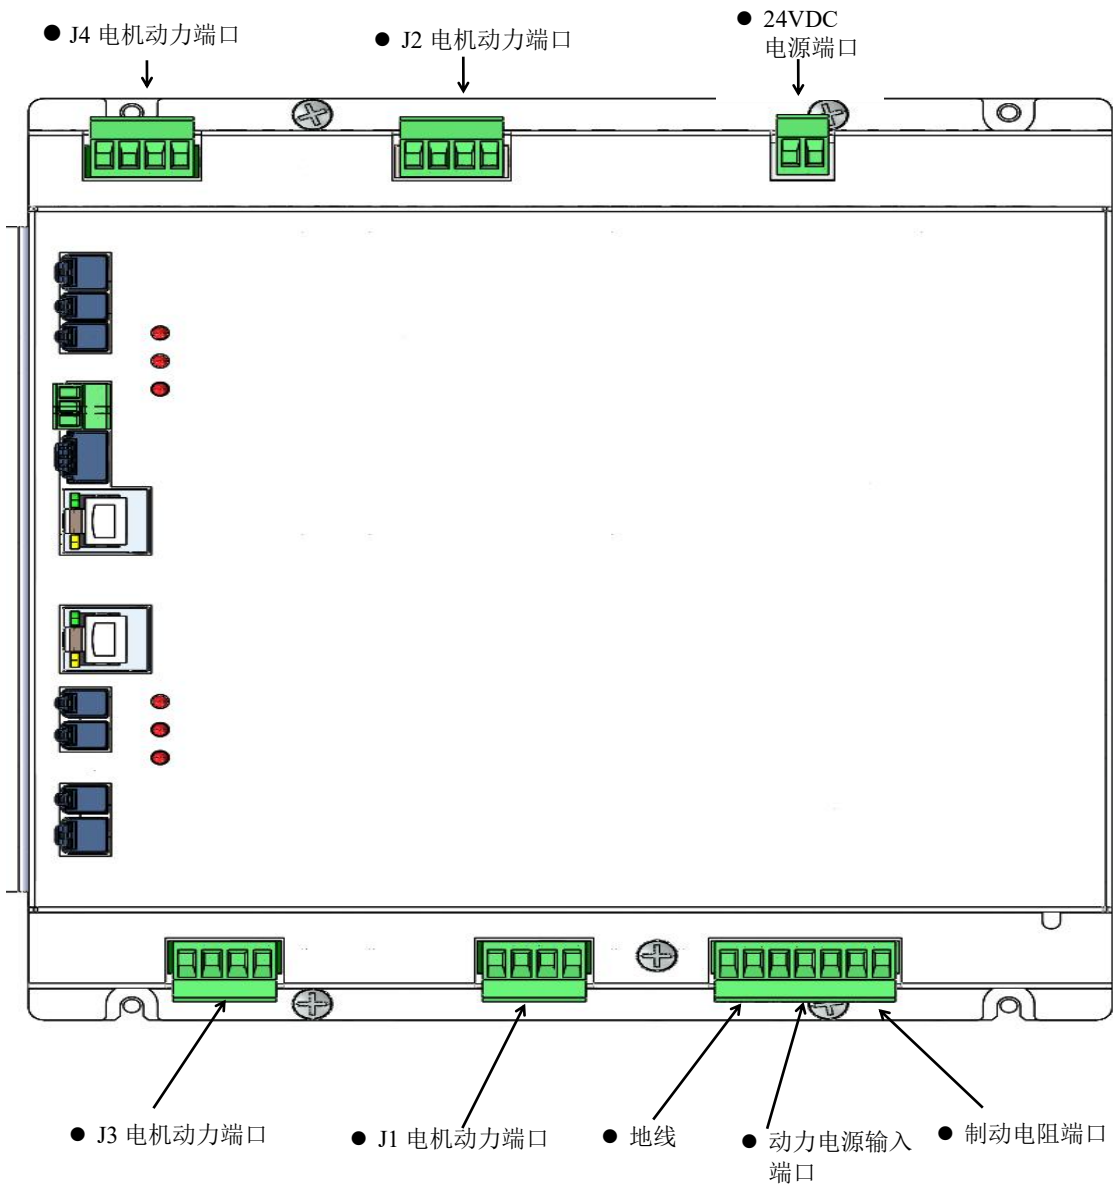 ● J4 电机动力端口
● J2 电机动力端口
● 24VDC
电源端口
● J3 电机动力端口
● J1 电机动力端口
● 地线
● 动力电源输入
端口
● 制动电阻端口